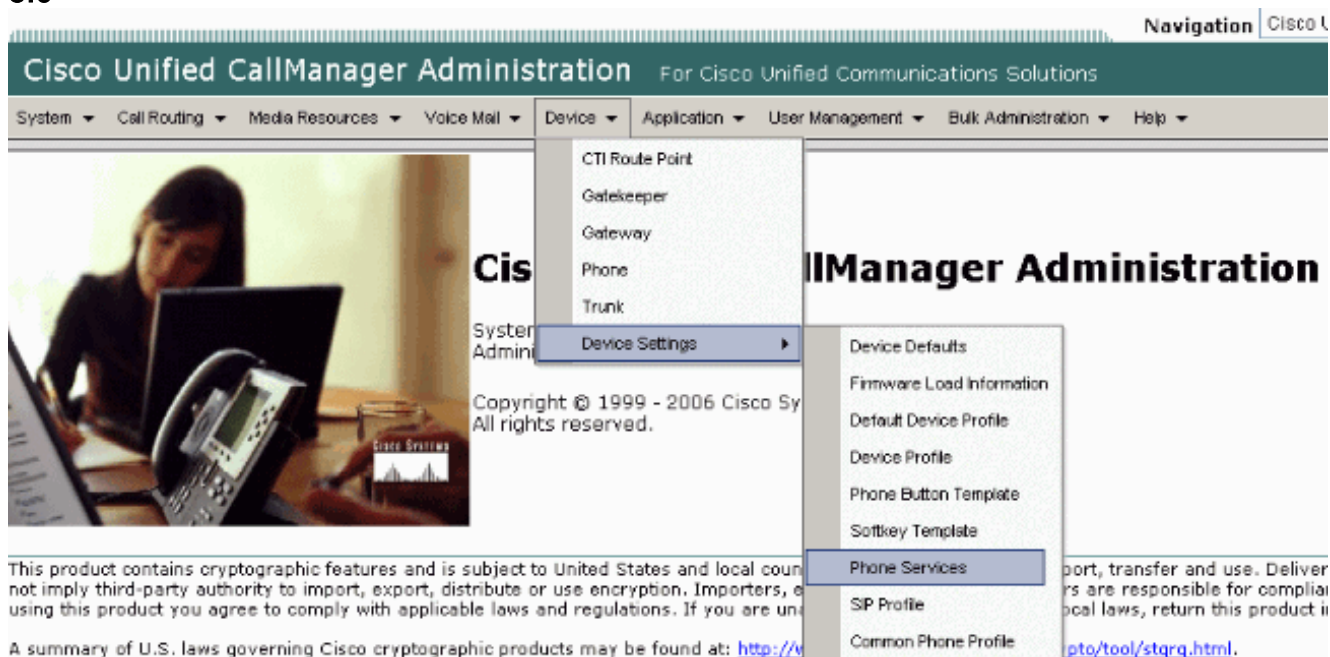 Navigation Cisco U
Cisco Unified CallManager Administration For Cisco Unified Communications Solutions
System Call Routing Media Resources Voice Mail Device Application User Management Bulk Administration Help
CTI Route Point
Gatekeeper
Gateway
Phone
Trunk
Device Settings
Cis llManager Administration
System
Admini
Copyright © 1999 - 2006 Cisco Sy
All rights reserved.
CISCO SYSTEMS
Device Defaults
Firmware Load Information
Default Device Profile
Device Profile
Phone Button Template
Softkey Template
Phone Services
SIP Profile
Common Phone Profile
This product contains cryptographic features and is subject to United States and local coun port, transfer and use. Deliver
not imply third-party authority to import, export, distribute or use encryption. Importers, e rs are responsible for complian
using this product you agree to comply with applicable laws and regulations. If you are una ocal laws, return this product i
A summary of U.S. laws governing Cisco cryptographic products may be found at: http://w pto/tool/stqrg.html.